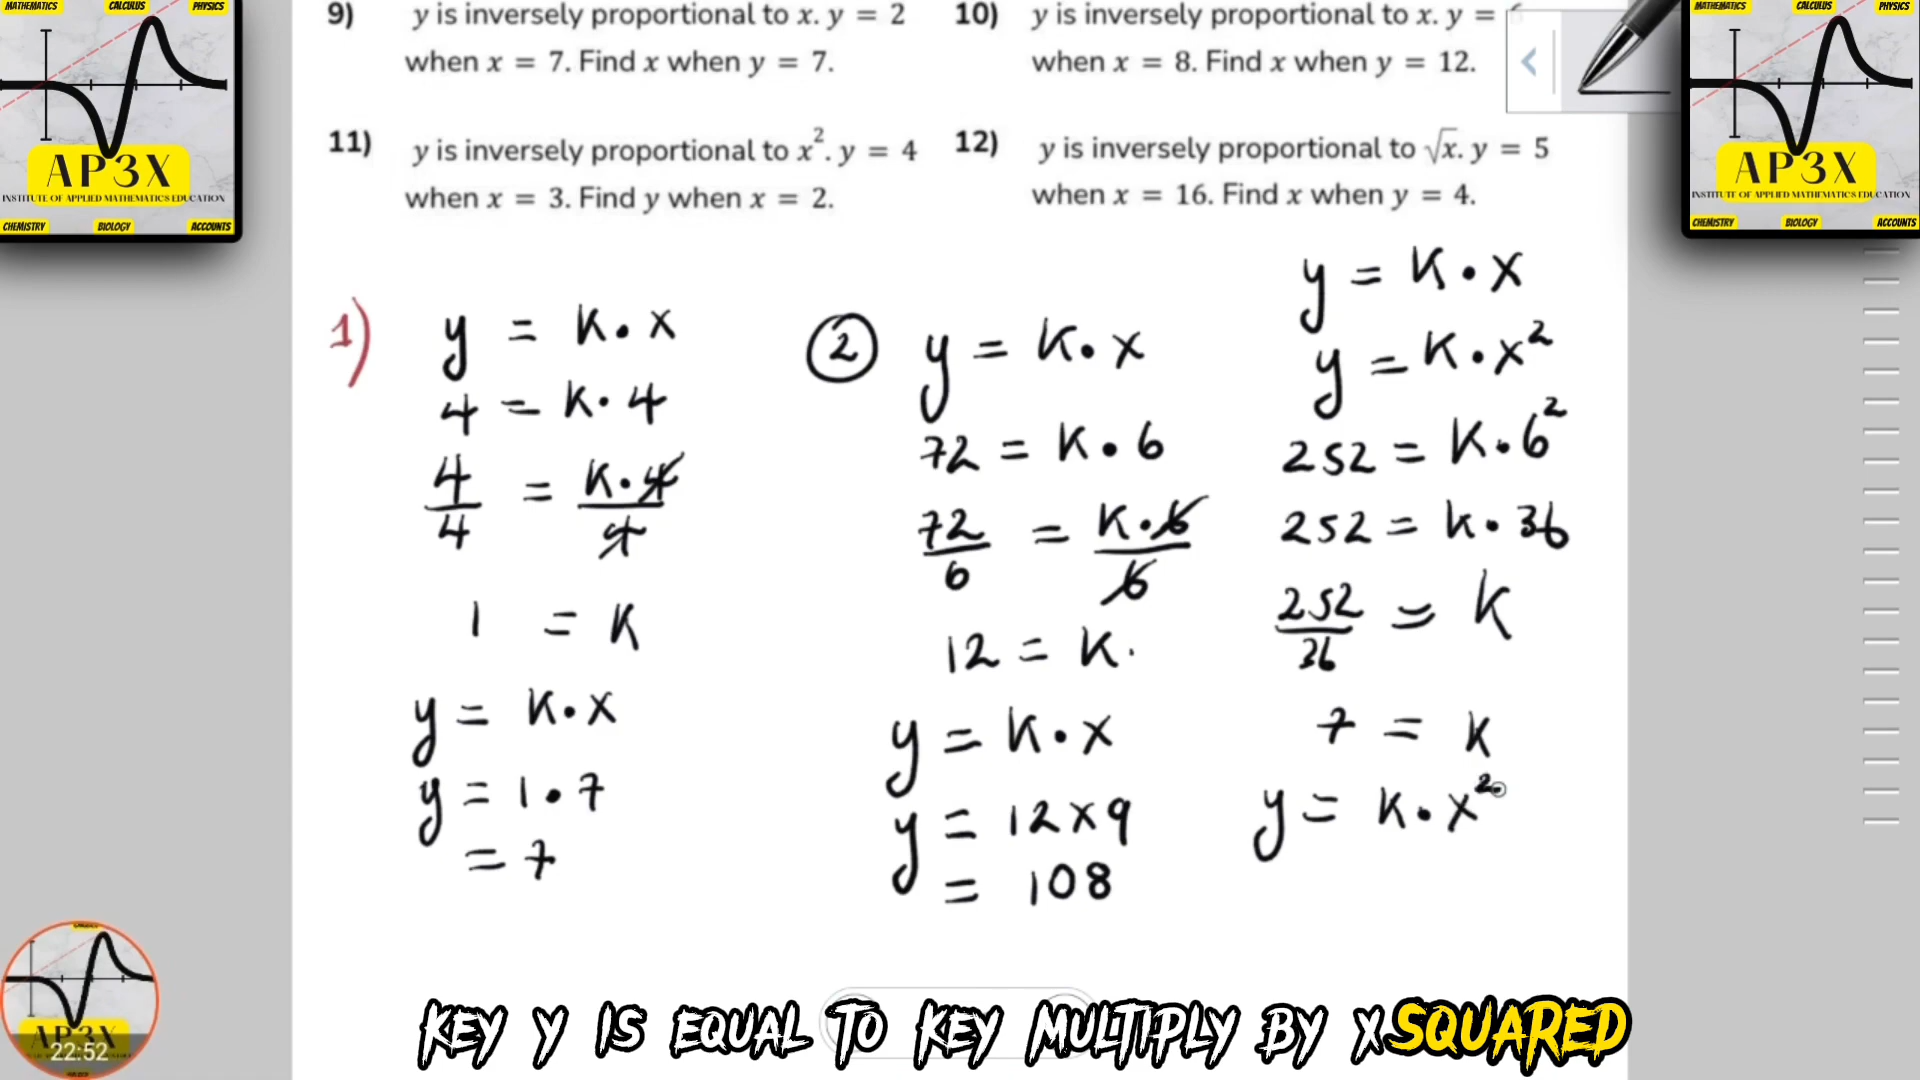 MATHEMATICS CALCULUS PHYSICS
AP3X
INSTITUTE OF APPLIED MATHEMATICS EDUCATION
CHEMISTRY BIOLOGY ACCOUNTS
9) y is inversely proportional to x. y = 2
when x = 7. Find x when y = 7.
10) y is inversely proportional to x. y =
when x = 8. Find x when y = 12.
11) y is inversely proportional to x². y = 4
when x = 3. Find y when x = 2.
12) y is inversely proportional to √x. y = 5
when x = 16. Find x when y = 4.
MATHEMATICS CALCULUS PHYSICS
AP3X
INSTITUTE OF APPLIED MATHEMATICS EDUCATION
CHEMISTRY BIOLOGY ACCOUNTS
1) y = K • x
4 = K • 4
4/4 = K • 4/4
1 = K
y = K • x
y = 1 • 7
= 7
2 y = K • x
72 = K • 6
72/6 = K • 6/6
12 = K.
y = K • x
y = 12 x 9
= 108
y = K • x
y = K • x²
252 = K • 6²
252 = K • 36
252/36 = K
7 = K
y = K • x²
AP3X
22:52
KEY Y IS EQUAL TO KEY MULTIPLY BY X SQUARED